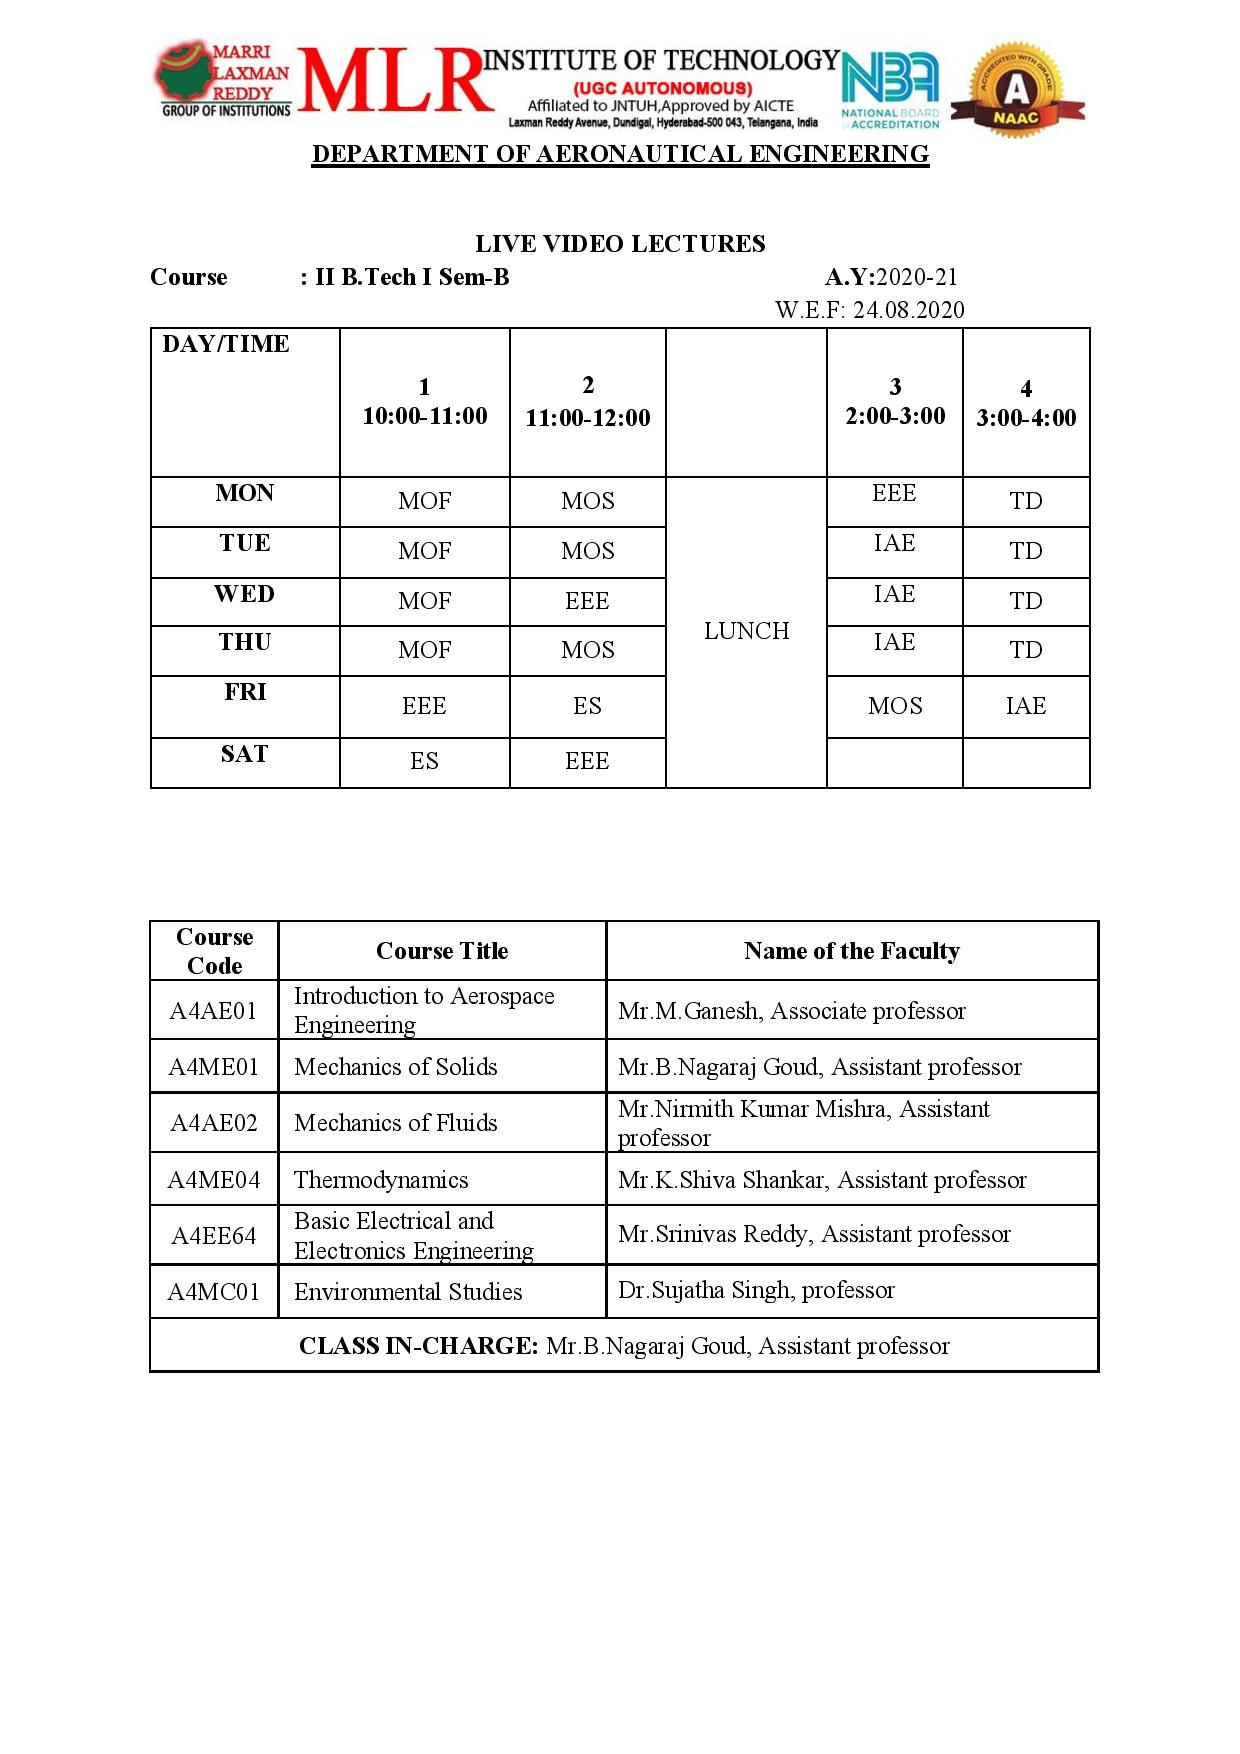 MARRI
LAXMAN
REDDY
GROUP OF INSTITUTIONS
MLR INSTITUTE OF TECHNOLOGY
(UGC AUTONOMOUS)
Affiliated to JNTUH,Approved by AICTE
Laxman Reddy Avenue, Dundigal, Hyderabad-500 043, Telangana, India
NBA
NATIONAL BOARD
of ACCREDITATION
ACCREDITED WITH GRADE
A
NAAC
DEPARTMENT OF AERONAUTICAL ENGINEERING
LIVE VIDEO LECTURES
Course : II B.Tech I Sem-B A.Y:2020-21
W.E.F: 24.08.2020
DAY/TIME
1 2 3 4
10:00-11:00 11:00-12:00 2:00-3:00 3:00-4:00
MON MOF MOS EEE TD
TUE MOF MOS IAE TD
WED MOF EEE IAE TD
LUNCH
THU MOF MOS IAE TD
FRI EEE ES MOS IAE
SAT ES EEE
Course
Code
Course Title Name of the Faculty
A4AE01 Introduction to Aerospace
Engineering
Mr.M.Ganesh, Associate professor
A4ME01 Mechanics of Solids Mr.B.Nagaraj Goud, Assistant professor
A4AE02 Mechanics of Fluids Mr.Nirmith Kumar Mishra, Assistant
professor
A4ME04 Thermodynamics Mr.K.Shiva Shankar, Assistant professor
A4EE64 Basic Electrical and
Electronics Engineering
Mr.Srinivas Reddy, Assistant professor
A4MC01 Environmental Studies Dr.Sujatha Singh, professor
CLASS IN-CHARGE: Mr.B.Nagaraj Goud, Assistant professor